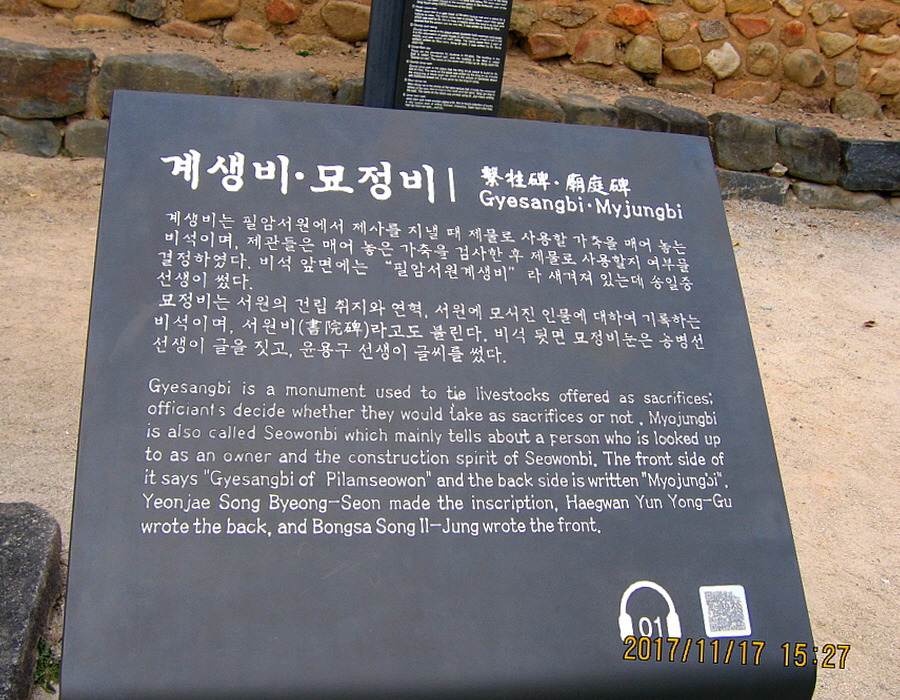 계생비·묘정비
繫牲碑·廟庭碑
Gyesangbi·Myjungbi
계생비는 필암서원에서 제사를 지낼 때 제물로 사용할 가축을 매어 놓는
비석이며, 제관들은 매어 놓은 가축을 검사한 후 제물로 사용할지 여부를
결정하였다. 비석 앞면에는 “필암서원계생비” 라 새겨져 있는데 송일중
선생이 썼다.
묘정비는 서원의 건립 취지와 연혁, 서원에 모셔진 인물에 대하여 기록하는
비석이며, 서원비(書院碑)라고도 불린다. 비석 뒷면 묘정비문은 송병선
선생이 글을 짓고, 윤용구 선생이 글씨를 썼다.
Gyesangbi is a monument used to tie livestocks offered as sacrifices;
officiants decide whether they would take as sacrifices or not . Myojungbi
is also called Seowonbi which mainly tells about a person who is looked up
to as an owner and the construction spirit of Seowonbi. The front side of
it says "Gyesangbi of Pilamseowon" and the back side is written "Myojungbi".
Yeonjae Song Byeong-Seon made the inscription, Haegwan Yun Yong-Gu
wrote the back, and Bongsa Song Il-Jung wrote the front.
01
2017/11/17 15:27